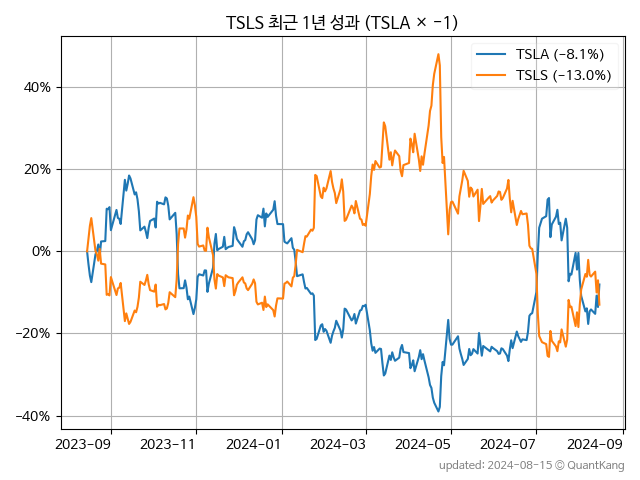 TSLS 최근 1년 성과 (TSLA × −1)
TSLA (−8.1%)
TSLS (−13.0%)
40%
20%
0%
−20%
−40%
2023-09 2023-11 2024-01 2024-03 2024-05 2024-07 2024-09
updated: 2024-08-15 © QuantKang